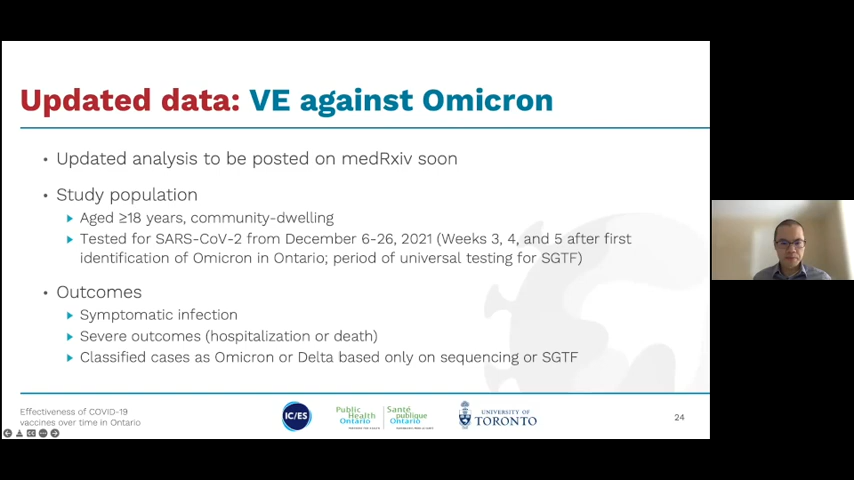 Updated data: VE against Omicron
• Updated analysis to be posted on medRxiv soon
• Study population
Aged ≥18 years, community-dwelling
Tested for SARS-CoV-2 from December 6-26, 2021 (Weeks 3, 4, and 5 after first
identification of Omicron in Ontario; period of universal testing for SGTF)
• Outcomes
Symptomatic infection
Severe outcomes (hospitalization or death)
Classified cases as Omicron or Delta based only on sequencing or SGTF
Effectiveness of COVID-19
vaccines over time in Ontario
IC/ES
Public Health Ontario
Santé publique Ontario
UNIVERSITY OF
TORONTO
24